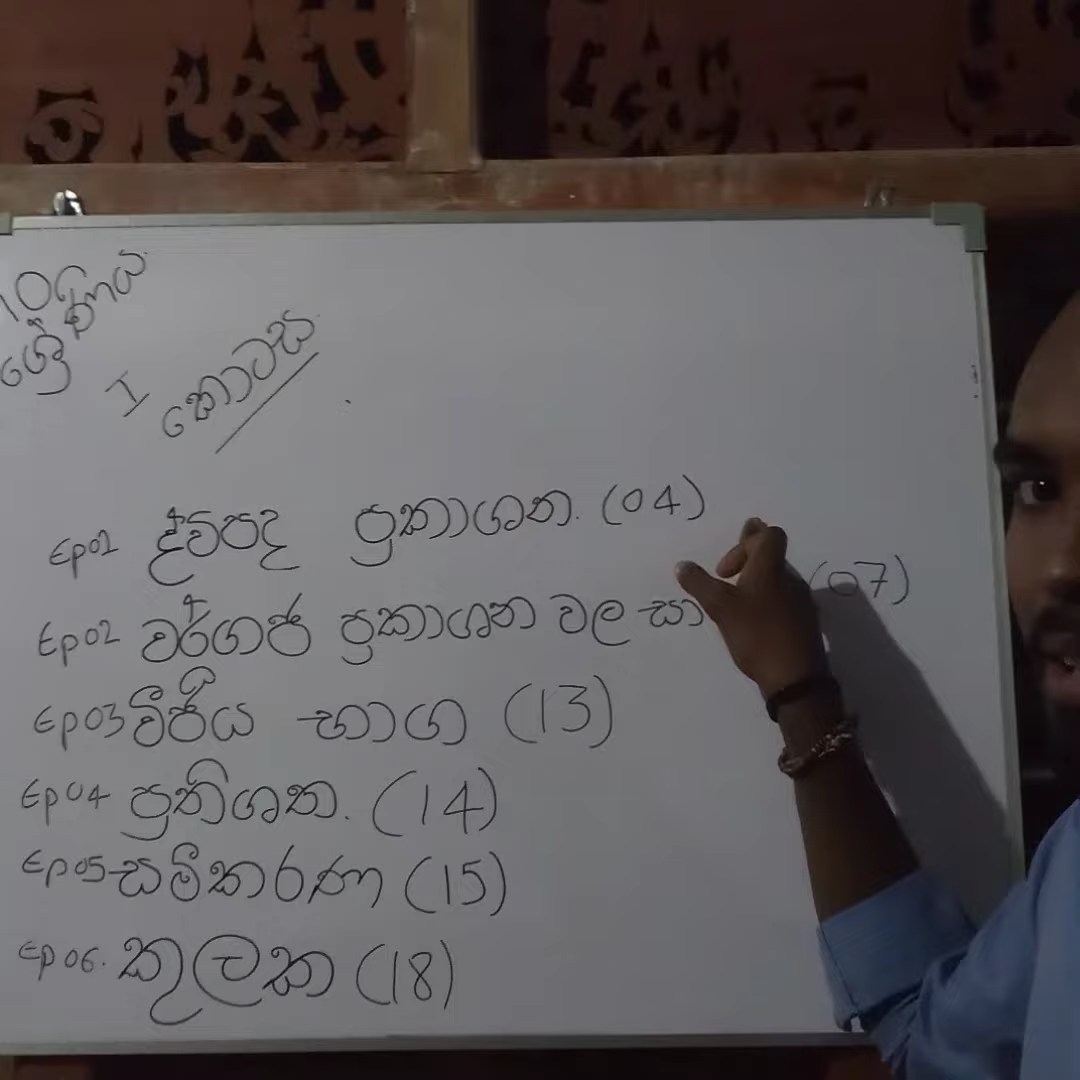 10 ශ්‍රේණිය
I කොටස
Ep01 ද්විපද ප්‍රකාශන. (04)
Ep02 වර්ගජ ප්‍රකාශන වල සා (07)
Ep03 වීජීය භාග (13)
Ep04 ප්‍රතිශත. (14)
Ep05 සමීකරණ (15)
Ep06. කුලක (18)